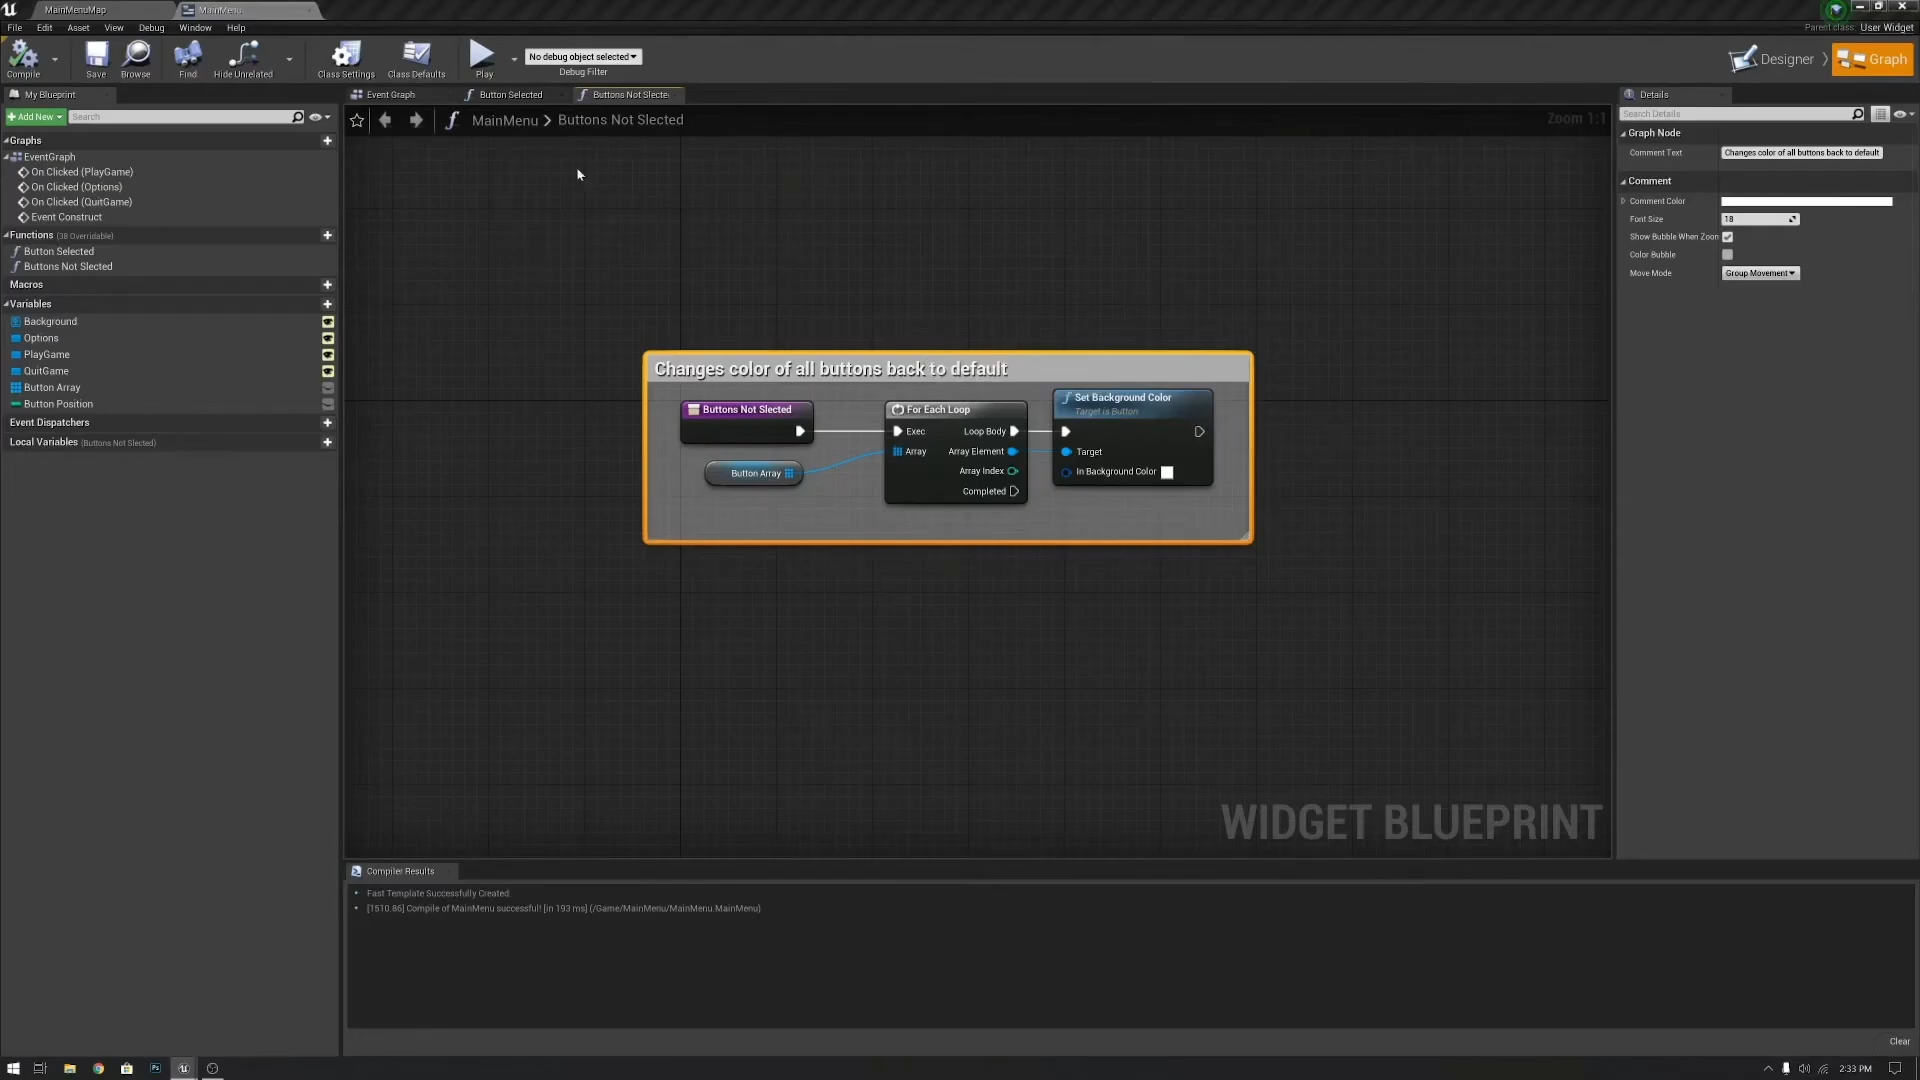 MainMenuMap
MainMenu
File Edit Asset View Debug Window Help
Parent class: User Widget
Compile
Save
Browse
Find
Hide Unrelated
Class Settings
Class Defaults
Play
No debug object selected
Debug Filter
Designer
Graph
My Blueprint
Event Graph
Button Selected
Buttons Not Slecte
Details
Add New
Search
MainMenu > Buttons Not Slected
Zoom 1:1
Search Details
Graphs
EventGraph
On Clicked (PlayGame)
On Clicked (Options)
On Clicked (QuitGame)
Event Construct
Functions (38 Overridable)
Button Selected
Buttons Not Slected
Macros
Variables
Background
Options
PlayGame
QuitGame
Button Array
Button Position
Event Dispatchers
Local Variables (Buttons Not Slected)
Changes color of all buttons back to default
Buttons Not Slected
Button Array
For Each Loop
Exec Loop Body
Array Array Element
Array Index
Completed
Set Background Color
Target is Button
Target
In Background Color
WIDGET BLUEPRINT
Graph Node
Comment Text Changes color of all buttons back to default
Comment
Comment Color
Font Size 18
Show Bubble When Zoon
Color Bubble
Move Mode Group Movement
Compiler Results
Fast Template Successfully Created.
[1510.86] Compile of MainMenu successful! [in 193 ms] (/Game/MainMenu/MainMenu.MainMenu)
Clear
2:33 PM